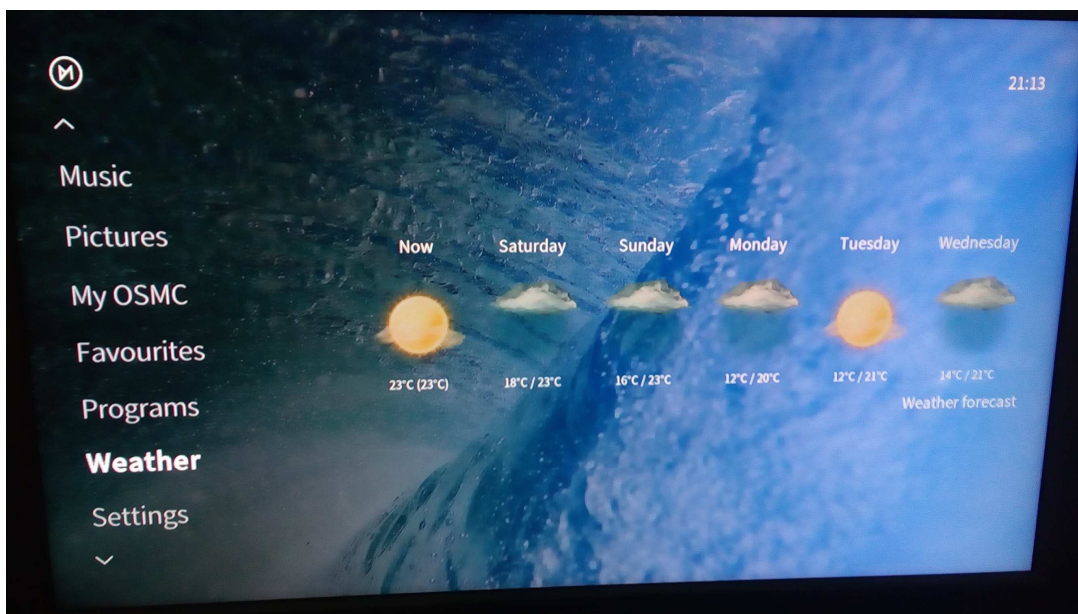 21:13
Music
Pictures
My OSMC
Favourites
Programs
Weather
Settings
Now Saturday Sunday Monday Tuesday Wednesday
23°C (23°C) 18°C / 23°C 16°C / 23°C 12°C / 20°C 12°C / 21°C 14°C / 21°C
Weather forecast